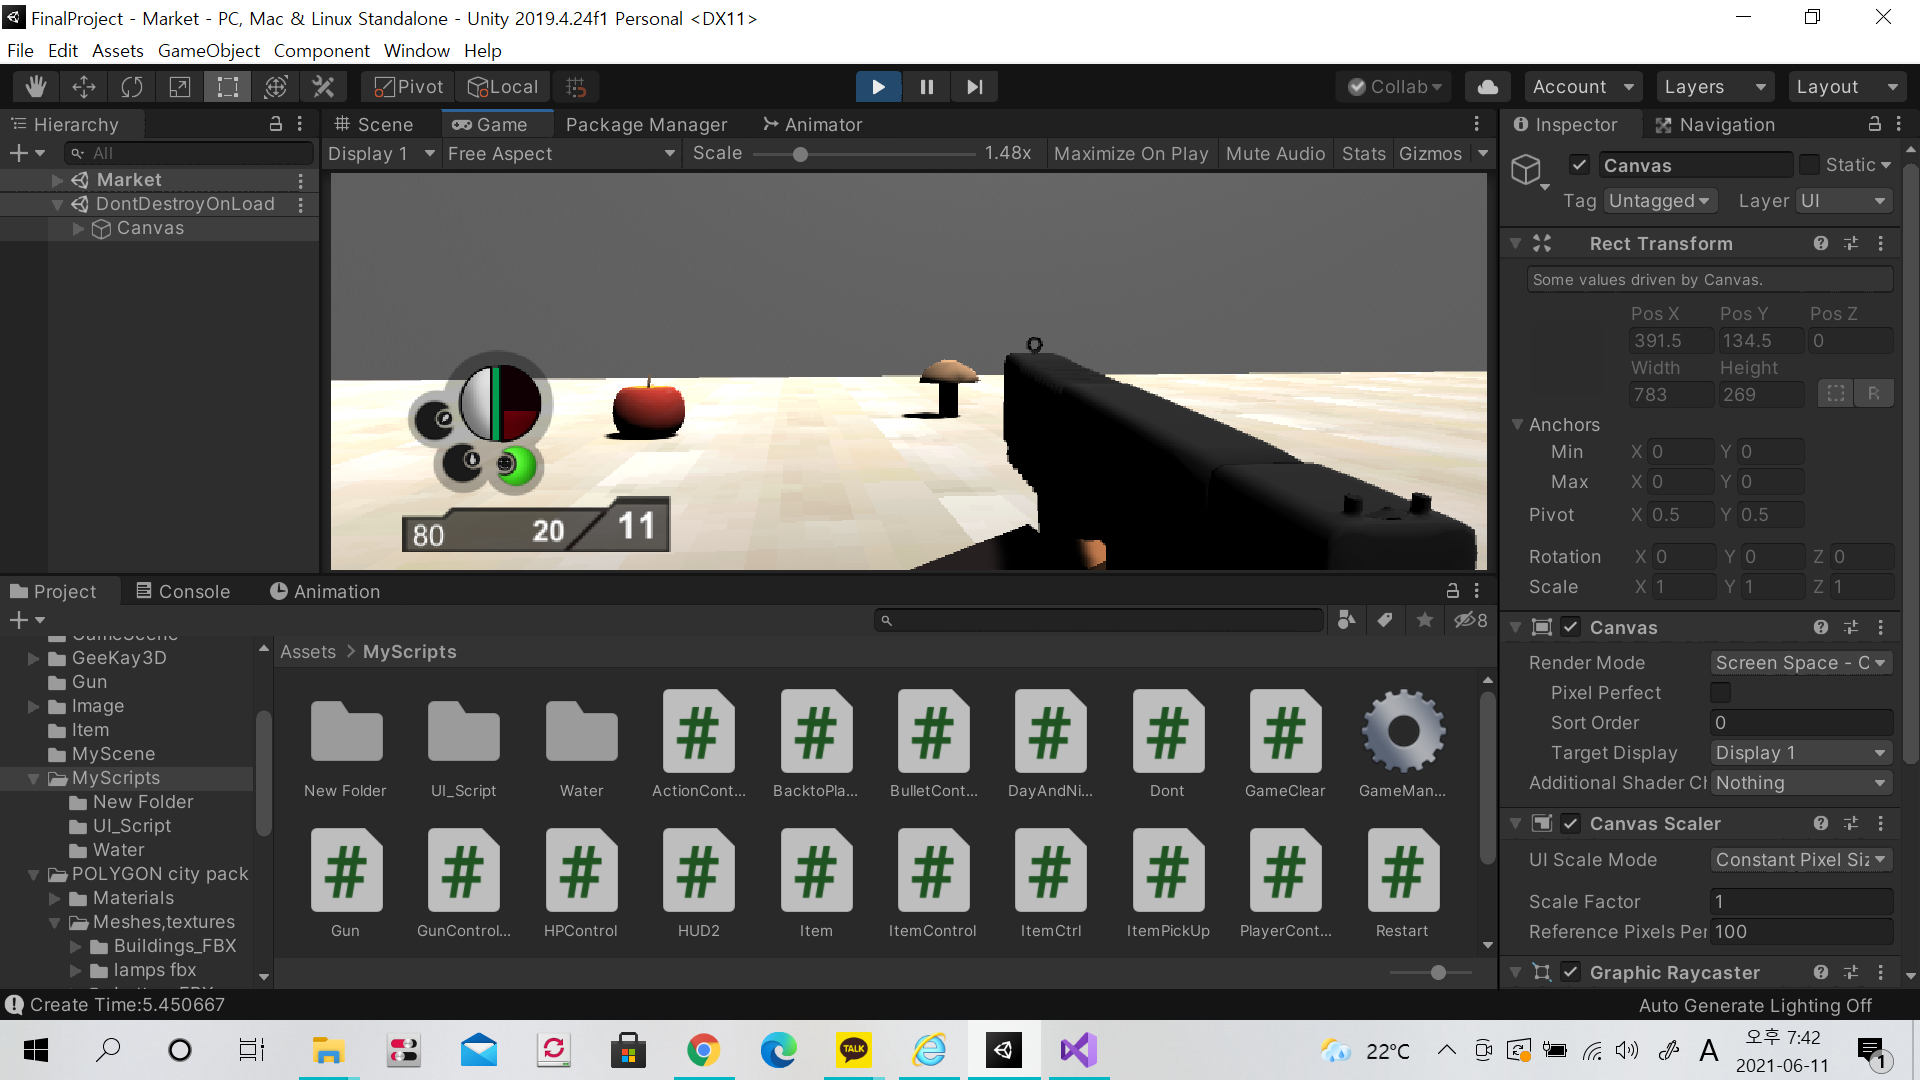 FinalProject - Market - PC, Mac & Linux Standalone - Unity 2019.4.24f1 Personal <DX11>
File Edit Assets GameObject Component Window Help
Pivot Local Collab Account Layers Layout
Hierarchy Scene Game Package Manager Animator Inspector Navigation
All Display 1 Free Aspect Scale 1.48x Maximize On Play Mute Audio Stats Gizmos Canvas Static
Market
DontDestroyOnLoad
Canvas
Tag Untagged Layer UI
Rect Transform
Some values driven by Canvas.
Pos X Pos Y Pos Z
391.5 134.5 0
Width Height
783 269 R
Anchors
Min X 0 Y 0
Max X 0 Y 0
Pivot X 0.5 Y 0.5
Rotation X 0 Y 0 Z 0
Scale X 1 Y 1 Z 1
80 20 11
Project Console Animation
8
GeeKay3D
Gun
Image
Item
MyScene
MyScripts
New Folder
UI_Script
Water
POLYGON city pack
Materials
Meshes,textures
Buildings_FBX
lamps fbx
Assets > MyScripts
New Folder UI_Script Water ActionCont... BacktoPla... BulletCont... DayAndNi... Dont GameClear GameMan...
Gun GunControl... HPControl HUD2 Item ItemControl ItemCtrl ItemPickUp PlayerCont... Restart
Canvas
Render Mode Screen Space - C
Pixel Perfect
Sort Order 0
Target Display Display 1
Additional Shader Cl Nothing
Canvas Scaler
UI Scale Mode Constant Pixel Siz
Scale Factor 1
Reference Pixels Per 100
Graphic Raycaster
Create Time:5.450667
Auto Generate Lighting Off
TALK
22°C
A
오후 7:42
2021-06-11
1